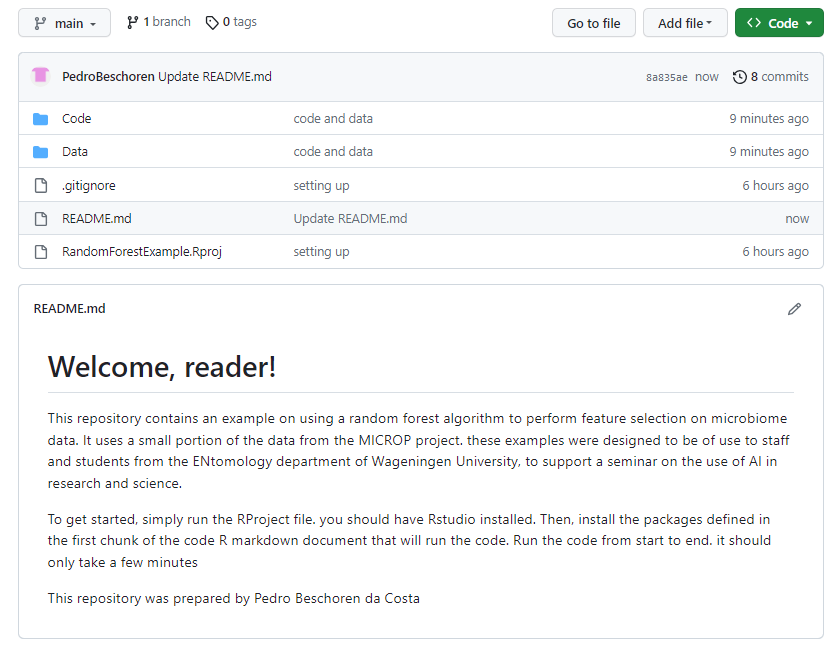 main
1 branch
0 tags
Go to file
Add file
Code
PedroBeschoren Update README.md
8a835ae now
8 commits
Code code and data 9 minutes ago
Data code and data 9 minutes ago
.gitignore setting up 6 hours ago
README.md Update README.md now
RandomForestExample.Rproj setting up 6 hours ago
README.md
Welcome, reader!
This repository contains an example on using a random forest algorithm to perform feature selection on microbiome
data. It uses a small portion of the data from the MICROP project. these examples were designed to be of use to staff
and students from the ENtomology department of Wageningen University, to support a seminar on the use of AI in
research and science.
To get started, simply run the RProject file. you should have Rstudio installed. Then, install the packages defined in
the first chunk of the code R markdown document that will run the code. Run the code from start to end. it should
only take a few minutes
This repository was prepared by Pedro Beschoren da Costa